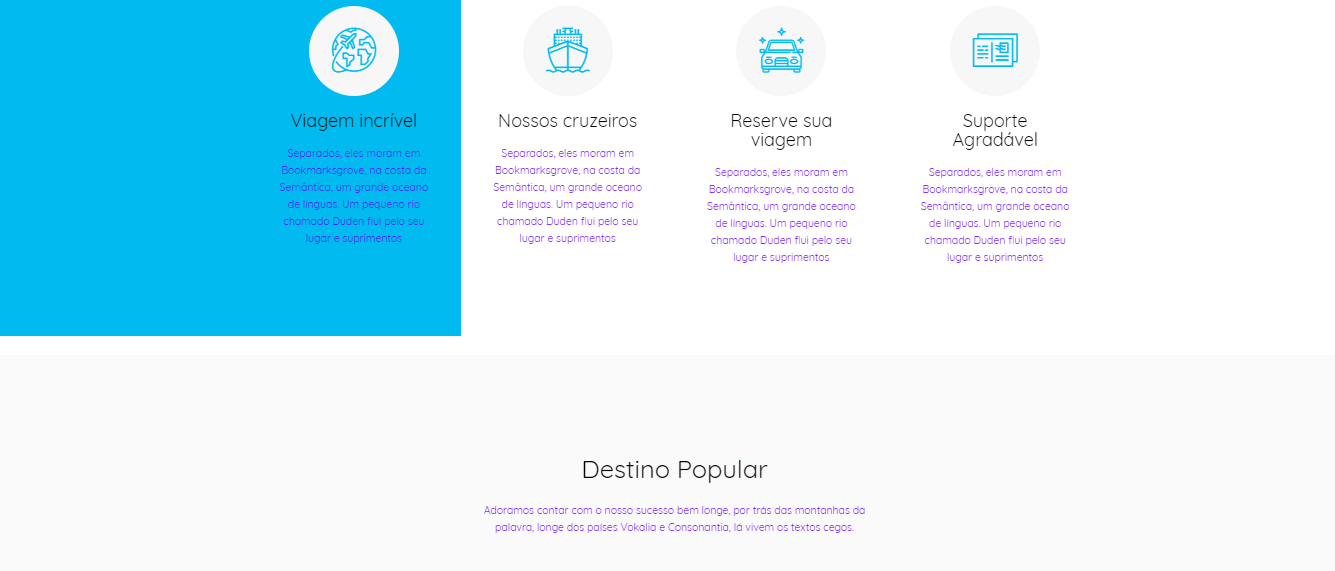 Viagem incrível
Separados, eles moram em
Bookmarksgrove, na costa da
Semântica, um grande oceano
de línguas. Um pequeno rio
chamado Duden flui pelo seu
lugar e suprimentos
Nossos cruzeiros
Separados, eles moram em
Bookmarksgrove, na costa da
Semântica, um grande oceano
de línguas. Um pequeno rio
chamado Duden flui pelo seu
lugar e suprimentos
Reserve sua
viagem
Separados, eles moram em
Bookmarksgrove, na costa da
Semântica, um grande oceano
de línguas. Um pequeno rio
chamado Duden flui pelo seu
lugar e suprimentos
Suporte
Agradável
Separados, eles moram em
Bookmarksgrove, na costa da
Semântica, um grande oceano
de línguas. Um pequeno rio
chamado Duden flui pelo seu
lugar e suprimentos
Destino Popular
Adoramos contar com o nosso sucesso bem longe, por trás das montanhas da
palavra, longe dos países Vokalia e Consonantia, lá vivem os textos cegos.